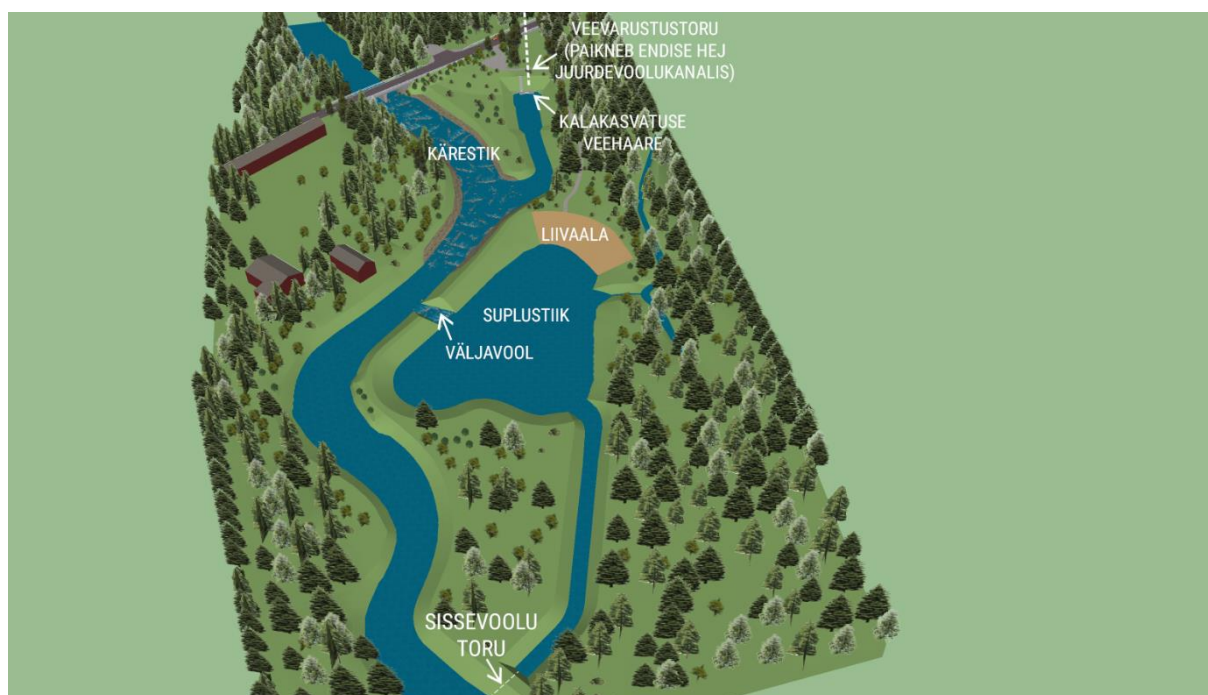 VEEVARUSTUSTORU
(PAIKNEB ENDISE HEJ
JUURDEVOOLUKANALIS)
KALAKASVATUSE
VEEHAARE
KÄRESTIK
LIIVAALA
SUPLUSTIIK
VÄLJAVOOL
SISSEVOOLU
TORU